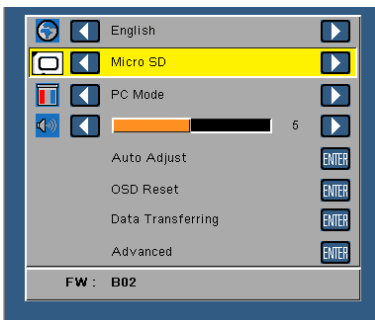 English
Micro SD
PC Mode
5
Auto Adjust ENTER
OSD Reset ENTER
Data Transferring ENTER
Advanced ENTER
FW : B02